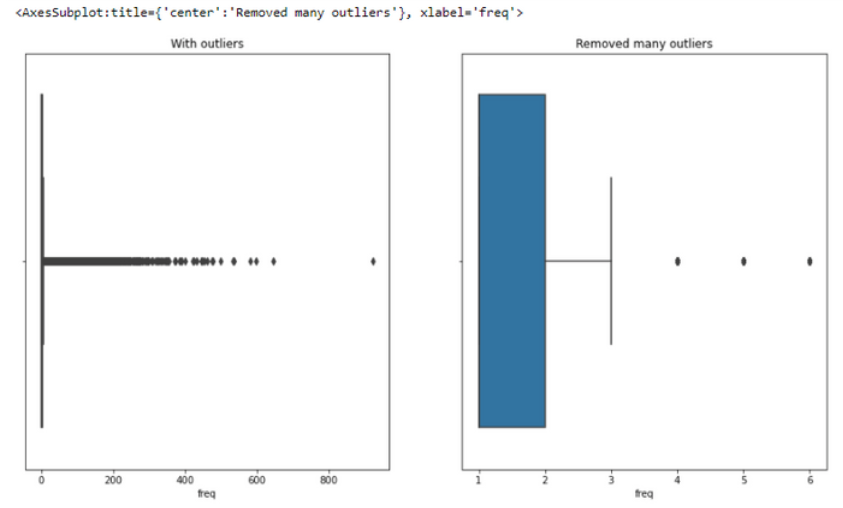 <AxesSubplot:title={'center':'Removed many outliers'}, xlabel='freq'>
With outliers
Removed many outliers
0 200 400 600 800
1 2 3 4 5 6
freq
freq